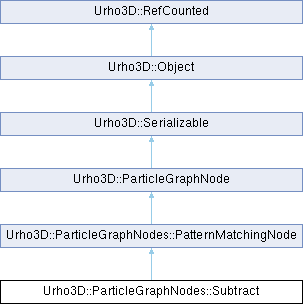 Urho3D::RefCounted
Urho3D::Object
Urho3D::Serializable
Urho3D::ParticleGraphNode
Urho3D::ParticleGraphNodes::PatternMatchingNode
Urho3D::ParticleGraphNodes::Subtract